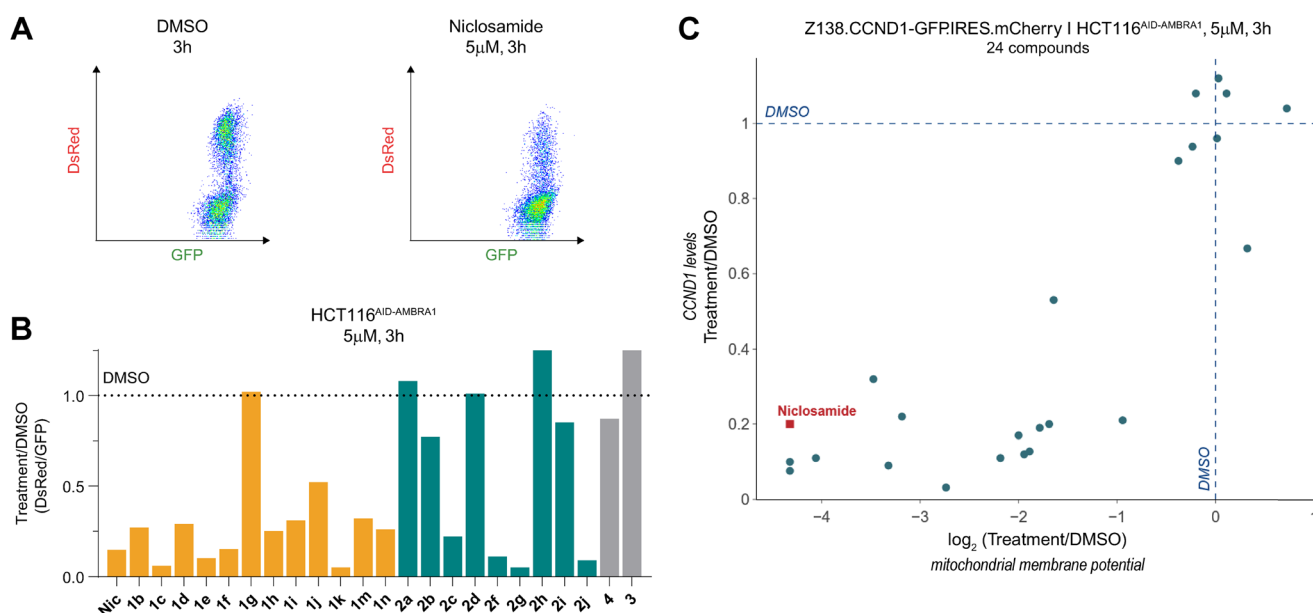 A
DMSO
3h
DsRed
GFP
Niclosamide
5μM, 3h
DsRed
GFP
B
HCT116AID-AMBRA1
5μM, 3h
Treatment/DMSO
(DsRed/GFP)
DMSO
1.0
0.5
0.0
Nic 1b 1c 1d 1e 1f 1g 1h 1i 1j 1k 1m 1n 2a 2b 2c 2d 2f 2g 2h 2i 2j 4 3
C
Z138.CCND1-GFP.IRES.mCherry I HCT116AID-AMBRA1, 5μM, 3h
24 compounds
CCND1 levels
Treatment/DMSO
DMSO
1
0.8
0.6
0.4
0.2
0
Niclosamide
DMSO
−4 −3 −2 −1 0 1
log2 (Treatment/DMSO)
mitochondrial membrane potential